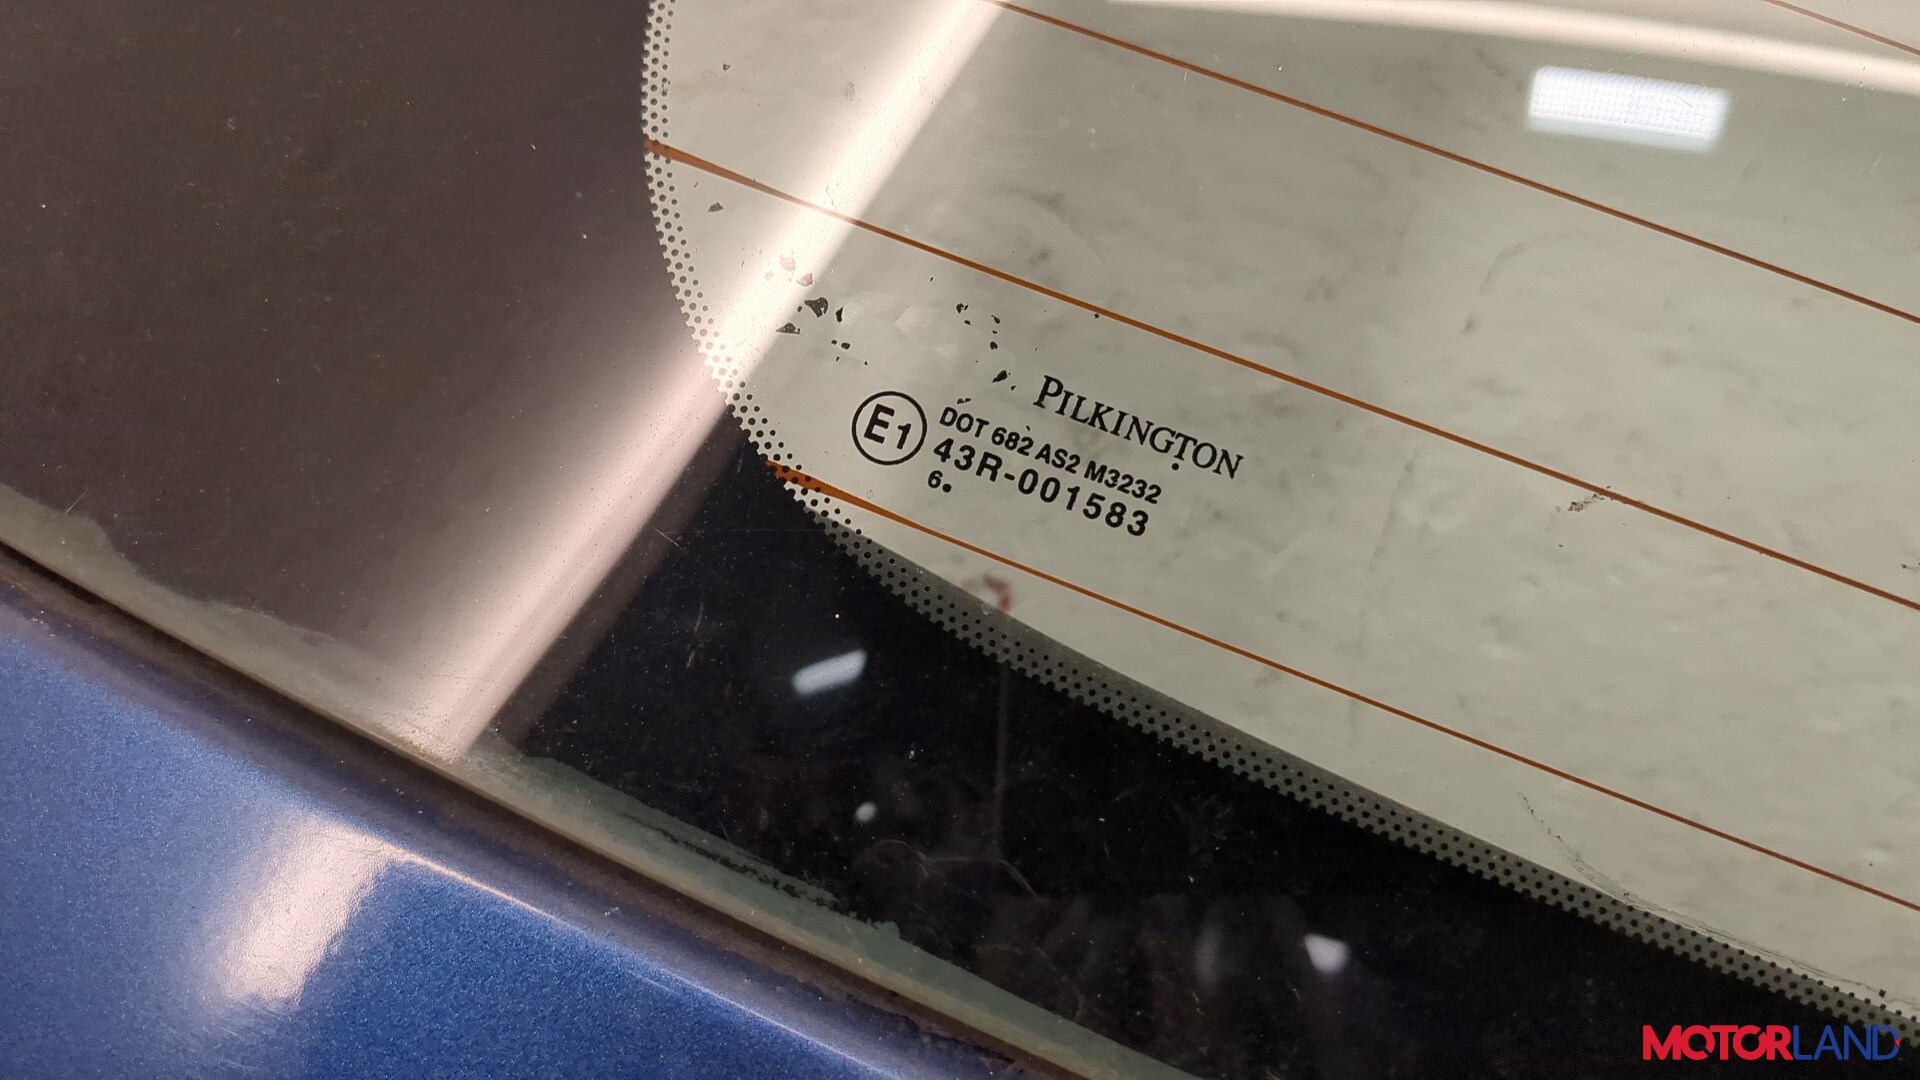 PILKINGTON
E1
DOT 682 AS2 M3232
43R-001583
6.
MOTORLAND